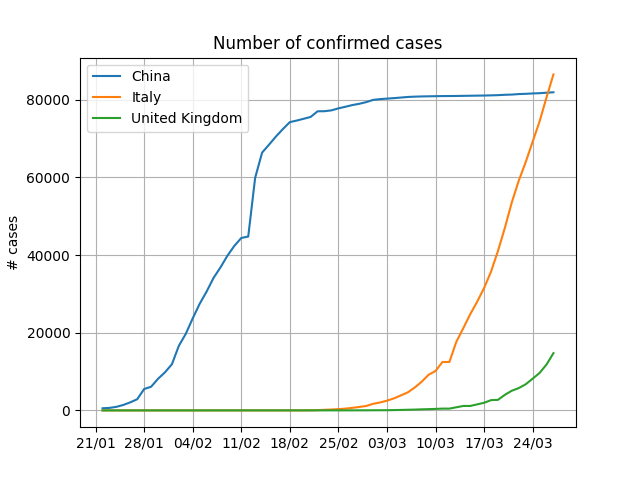 Number of confirmed cases
China
Italy
United Kingdom
# cases
80000
60000
40000
20000
0
21/01 28/01 04/02 11/02 18/02 25/02 03/03 10/03 17/03 24/03